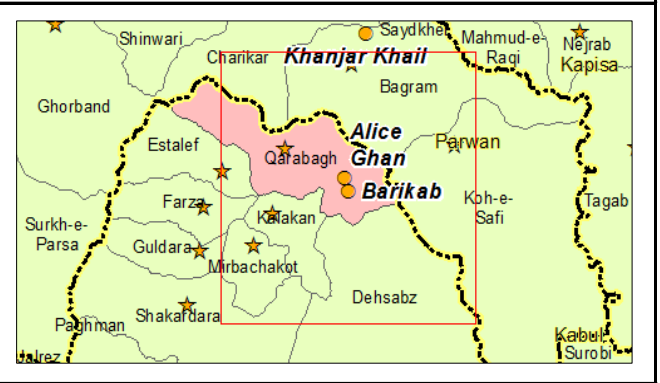 Shinwari
Saydkhel
Mahmud-e-
Raqi
Nejrab
Kapisa
Charikar
Khanjar Khail
Bagram
Ghorband
Estalef
Alice
Ghan
Qarabagh
Parwan
Barikab
Farza
Kalakan
Koh-e-
Safi
Tagab
Surkh-e-
Parsa
Guldara
Mirbachakot
Dehsabz
Shakardara
Paghman
Kabul
Surobi
Jalrez